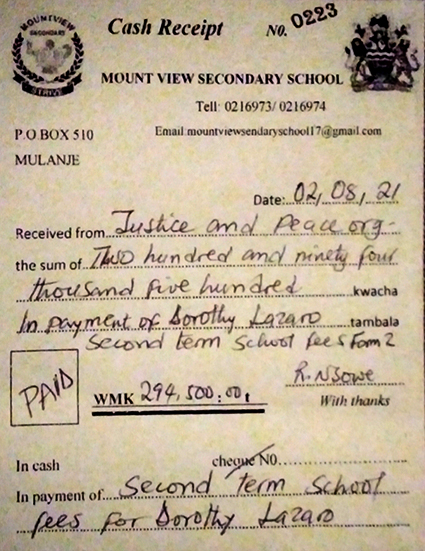 MOUNTVIEW
SECONDARY
STRIVE
Cash Receipt No. 0223
MOUNT VIEW SECONDARY SCHOOL
Tell: 0216973/ 0216974
P.O BOX 510 Email:mountviewsendaryschool17@gmail.com
MULANJE
Date: 02, 08, 21
Received from Justice and Peace org-
the sum of Two hundred and ninety four
thousand five hundred kwacha
In payment of Dorothy Lazaro tambala
Second term School fees Form 2
PAID
R. Nsowe
WMK 294,500:00t With thanks
In cash cheque N0
In payment of Second term School
fees for Dorothy Lazaro